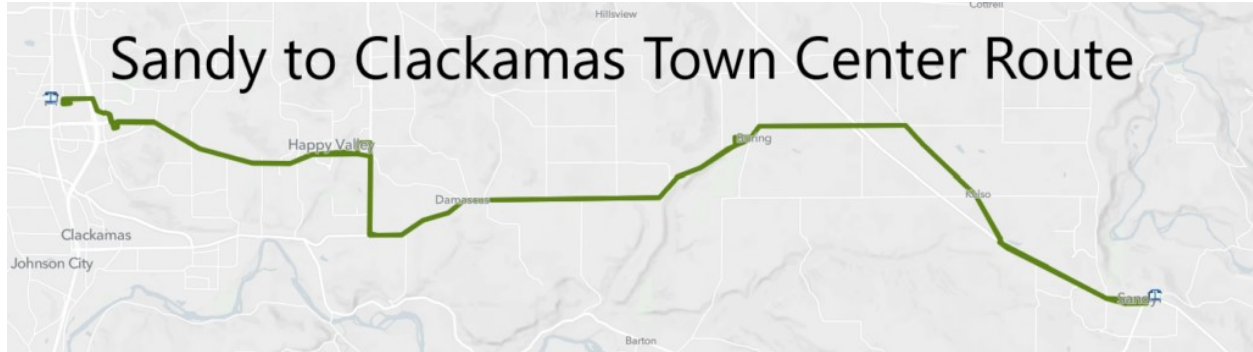 Hillsview
Cottrell
Sandy to Clackamas Town Center Route
Happy Valley
Boring
Damascus
Kelso
Clackamas
Johnson City
Sandy
Barton